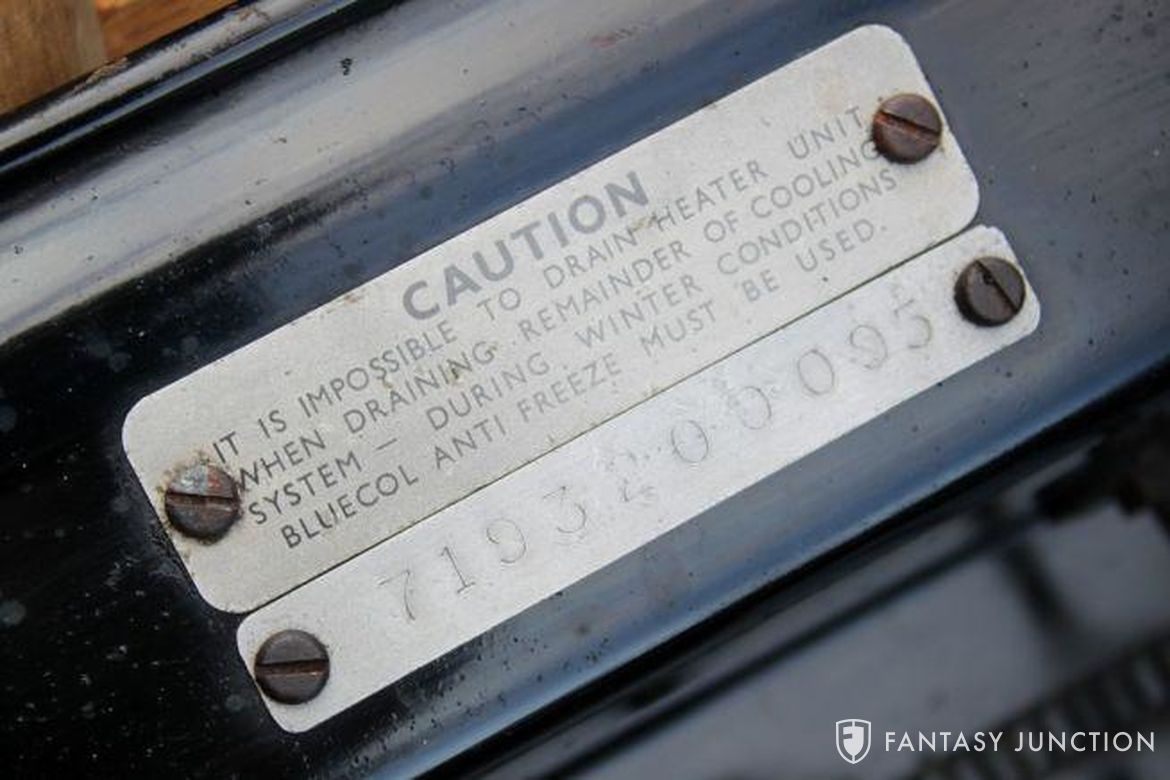 CAUTION
IT IS IMPOSSIBLE TO DRAIN HEATER UNIT
WHEN DRAINING REMAINDER OF COOLING
SYSTEM — DURING WINTER CONDITIONS
BLUECOL ANTI FREEZE MUST BE USED.
7193
FANTASY JUNCTION